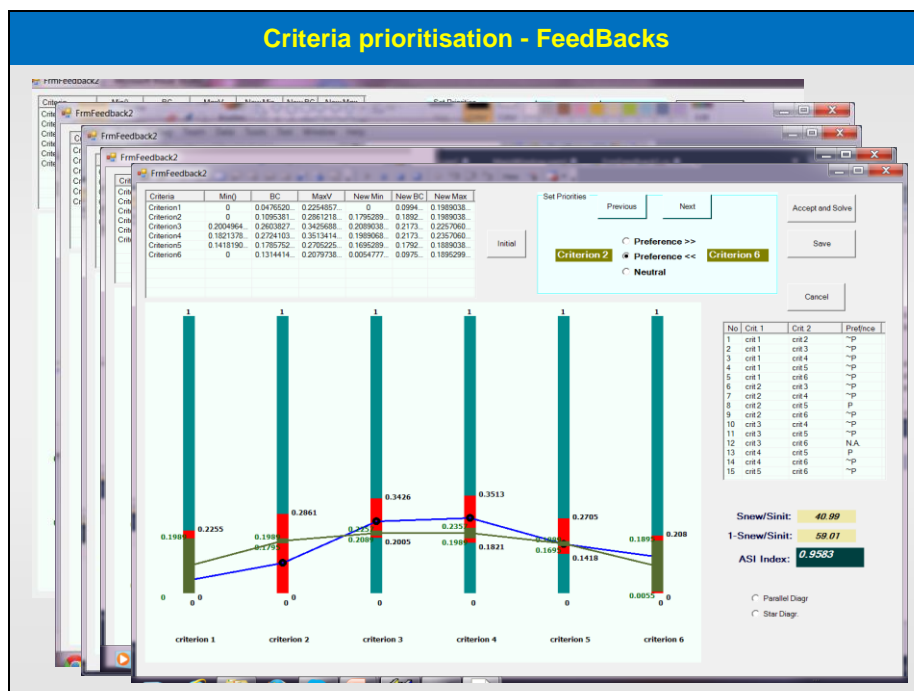 Criteria prioritisation - FeedBacks
FrmFeedback2
FrmFeedback2
FrmFeedback2
FrmFeedback2
FrmFeedback2
Criteria Min() BC MaxV New Min New BC New Max
Criterion1 0 0.0476520... 0.2254857... 0 0.0994... 0.1989038...
Criterion2 0 0.1095381... 0.2861218... 0.1795289... 0.1892... 0.1989038...
Criterion3 0.2004964... 0.2603827... 0.3425688... 0.2089038... 0.2173... 0.2257060...
Criterion4 0.1821378... 0.2724103... 0.3513414... 0.1989068... 0.2173... 0.2357060...
Criterion5 0.1418190... 0.1785752... 0.2705225... 0.1695289... 0.1792... 0.1889038...
Criterion6 0 0.1314414... 0.2079738... 0.0054777... 0.0975... 0.1895299...
Initial
Set Priorities
Previous Next
Criterion 2
Preference >>
Preference <<
Neutral
Criterion 6
Accept and Solve
Save
Cancel
No Crit. 1 Crit. 2 Pref/nce
1 crit 1 crit 2 ~P
2 crit 1 crit 3 ~P
3 crit 1 crit 4 ~P
4 crit 1 crit 5 ~P
5 crit 1 crit 6 ~P
6 crit 2 crit 3 ~P
7 crit 2 crit 4 ~P
8 crit 2 crit 5 P
9 crit 2 crit 6 ~P
10 crit 3 crit 4 ~P
11 crit 3 crit 5 ~P
12 crit 3 crit 6 N.A.
13 crit 4 crit 5 P
14 crit 4 crit 6 ~P
15 crit 5 crit 6 ~P
1 1 1 1 1 1
0.2255 0.2861 0.3426 0.3513 0.2705 0.208
0.2005 0.1821 0.1418
0.0055
0 0 0 0 0 0
criterion 1 criterion 2 criterion 3 criterion 4 criterion 5 criterion 6
Snew/Sinit: 40.99
1-Snew/Sinit: 59.01
ASI Index: 0.9583
Parallel Diagr
Star Diagr.